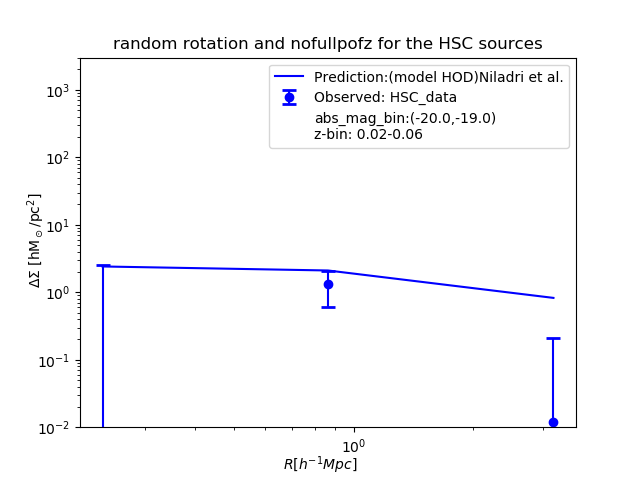 random rotation and nofullpofz for the HSC sources
Prediction:(model HOD)Niladri et al.
Observed: HSC_data
abs_mag_bin:(-20.0,-19.0)
z-bin: 0.02-0.06
ΔΣ [hM⊙/pc²]
10³
10²
10¹
10⁰
10⁻¹
10⁻²
10⁰
R[h⁻¹Mpc]